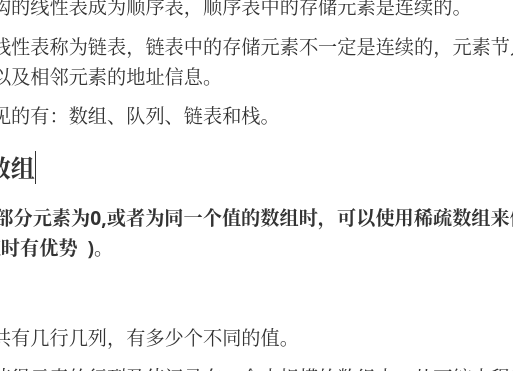 的线性表成为顺序表，顺序表中的存储元素是连续的。
线性表称为链表，链表中的存储元素不一定是连续的，元素节
以及相邻元素的地址信息。
见的有：数组、队列、链表和栈。
数组
部分元素为0,或者为同一个值的数组时，可以使用稀疏数组来
时有优势 )。
共有几行几列，有多少个不同的值。